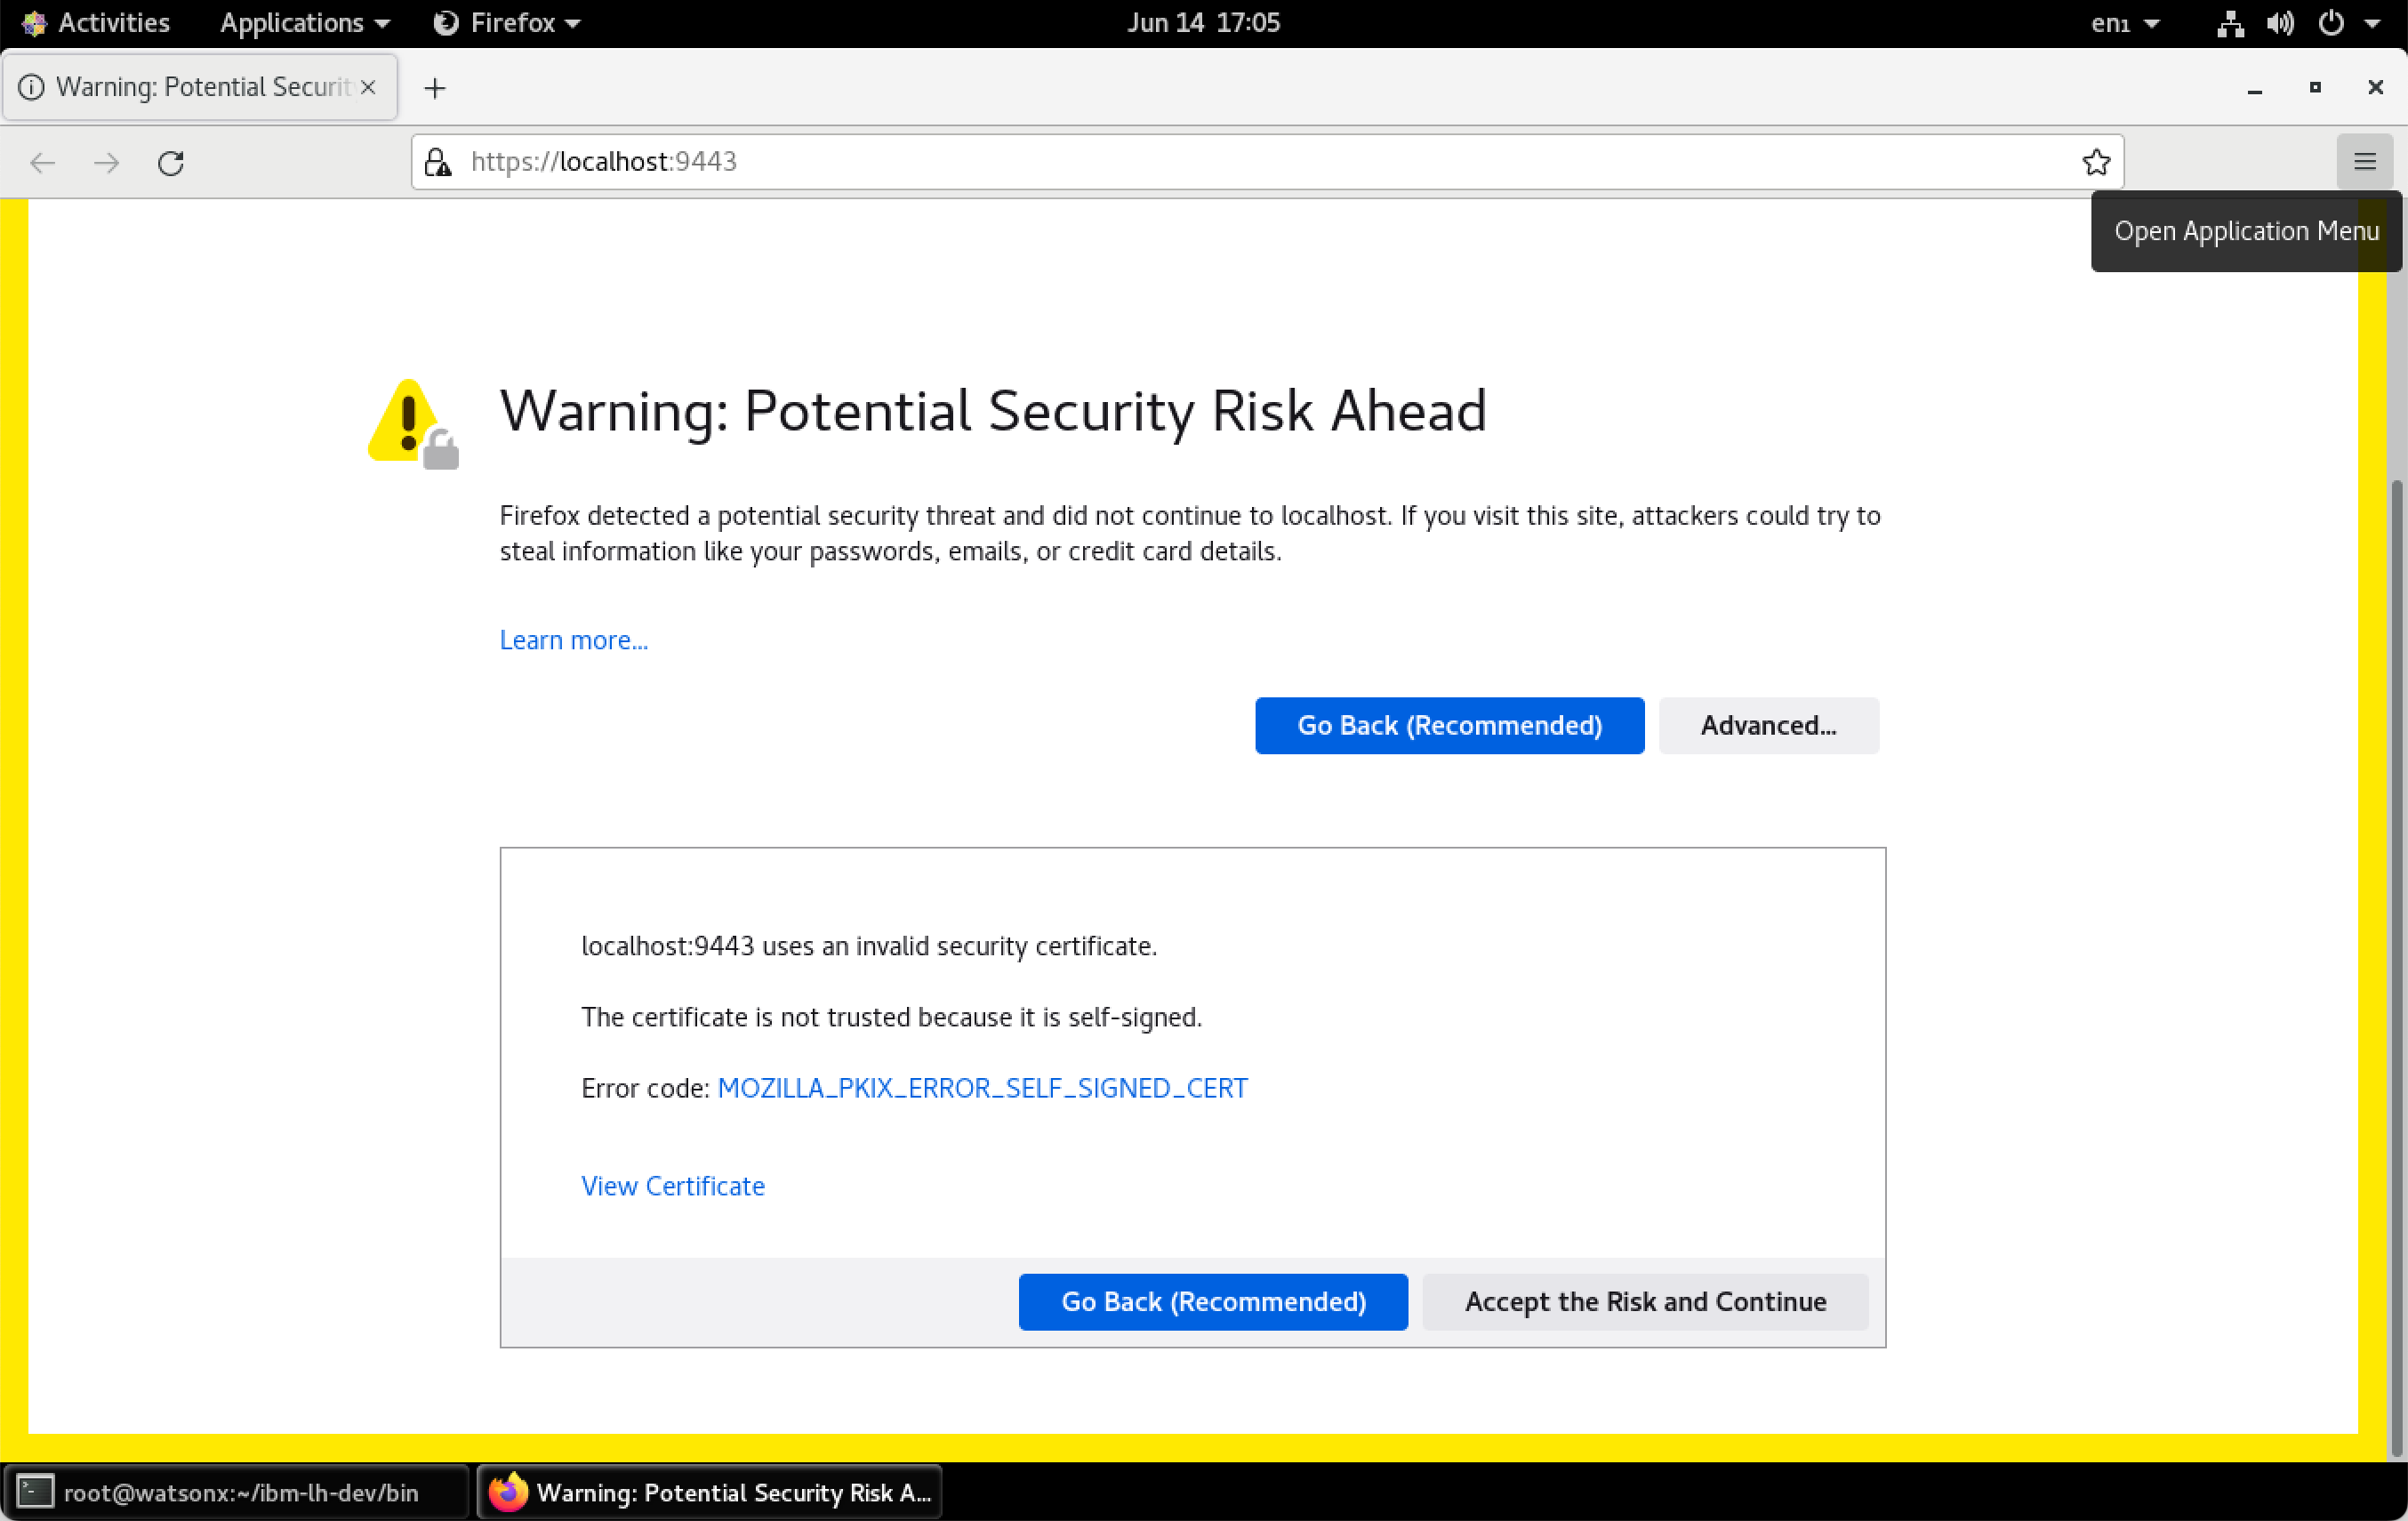 Activities Applications Firefox Jun 14 17:05 en1
Warning: Potential Securit
https://localhost:9443
Open Application Menu
Warning: Potential Security Risk Ahead
Firefox detected a potential security threat and did not continue to localhost. If you visit this site, attackers could try to
steal information like your passwords, emails, or credit card details.
Learn more...
Go Back (Recommended) Advanced...
localhost:9443 uses an invalid security certificate.
The certificate is not trusted because it is self-signed.
Error code: MOZILLA_PKIX_ERROR_SELF_SIGNED_CERT
View Certificate
Go Back (Recommended) Accept the Risk and Continue
root@watsonx:~/ibm-lh-dev/bin Warning: Potential Security Risk A...